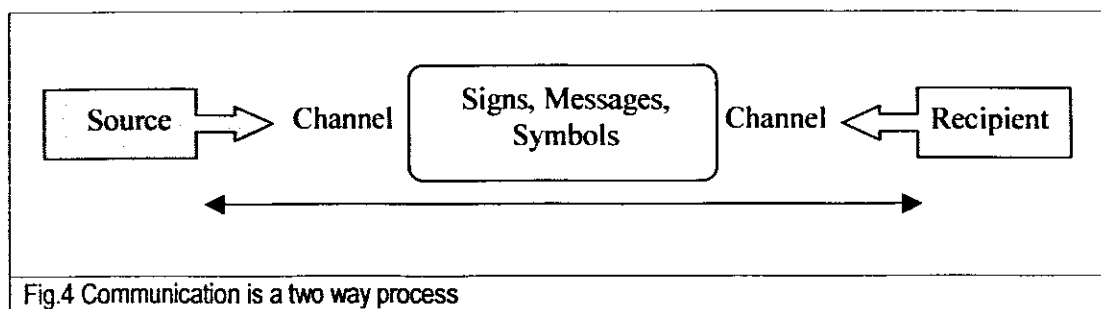 Source
Channel
Signs, Messages,
Symbols
Channel
Recipient
Fig.4 Communication is a two way process